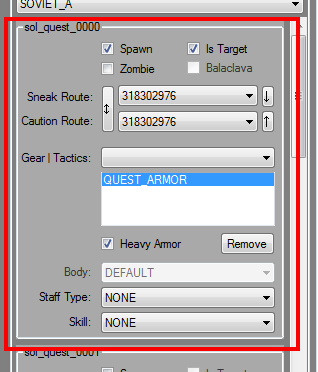 SOVIET_A
sol_quest_0000
Spawn Is Target
Zombie Balaclava
Sneak Route: 318302976 ↓
↕
Caution Route: 318302976 ↑
Gear | Tactics:
QUEST_ARMOR
Heavy Armor Remove
Body: DEFAULT
Staff Type: NONE
Skill: NONE
sol_quest_0001